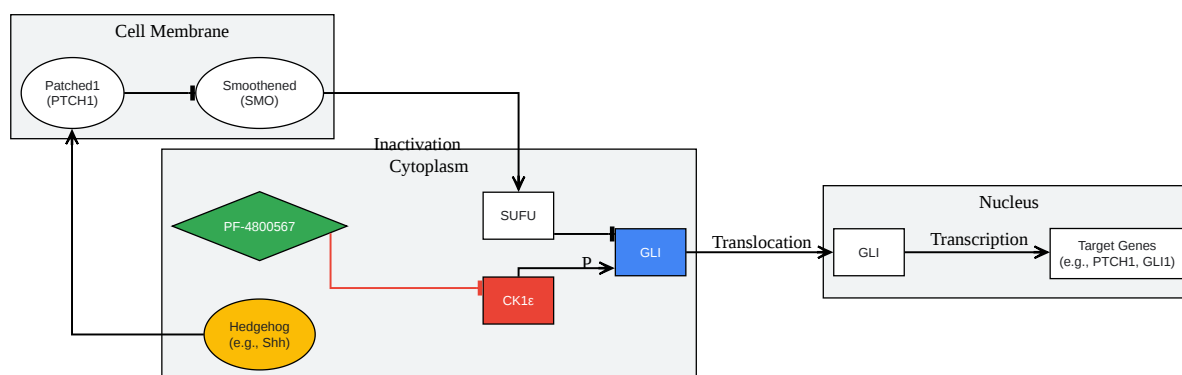 Cell Membrane
Patched1
(PTCH1)
Smoothened
(SMO)
Inactivation
Cytoplasm
PF-4800567
SUFU
GLI
P
CK1ε
Hedgehog
(e.g., Shh)
Translocation
Nucleus
GLI
Transcription
Target Genes
(e.g., PTCH1, GLI1)